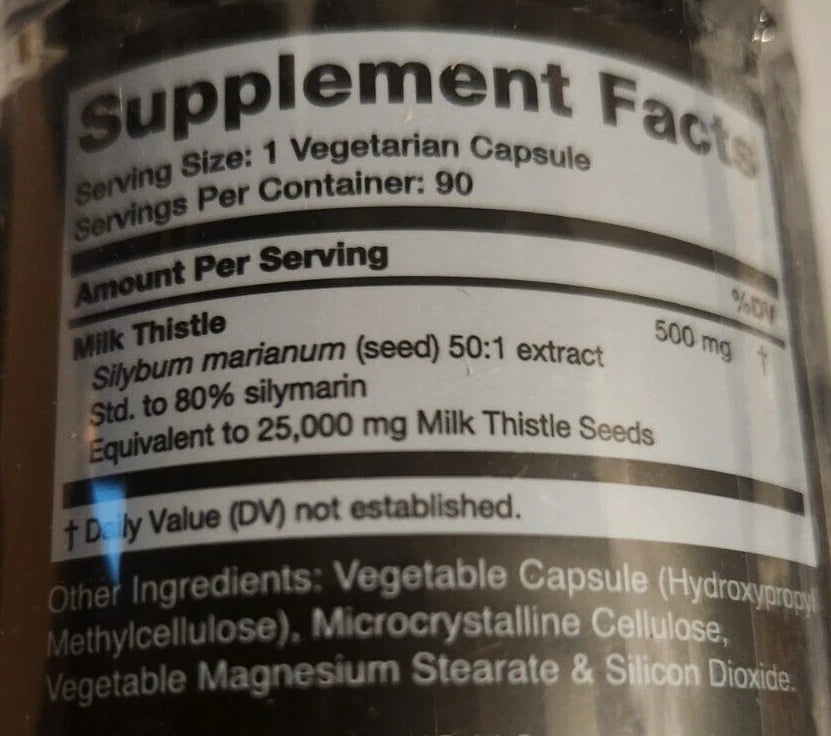 Supplement Facts
Serving Size: 1 Vegetarian Capsule
Servings Per Container: 90
Amount Per Serving
%DV
Milk Thistle 500 mg †
Silybum marianum (seed) 50:1 extract
Std. to 80% silymarin
Equivalent to 25,000 mg Milk Thistle Seeds
† Daily Value (DV) not established.
Other Ingredients: Vegetable Capsule (Hydroxypropyl
Methylcellulose), Microcrystalline Cellulose,
Vegetable Magnesium Stearate & Silicon Dioxide.